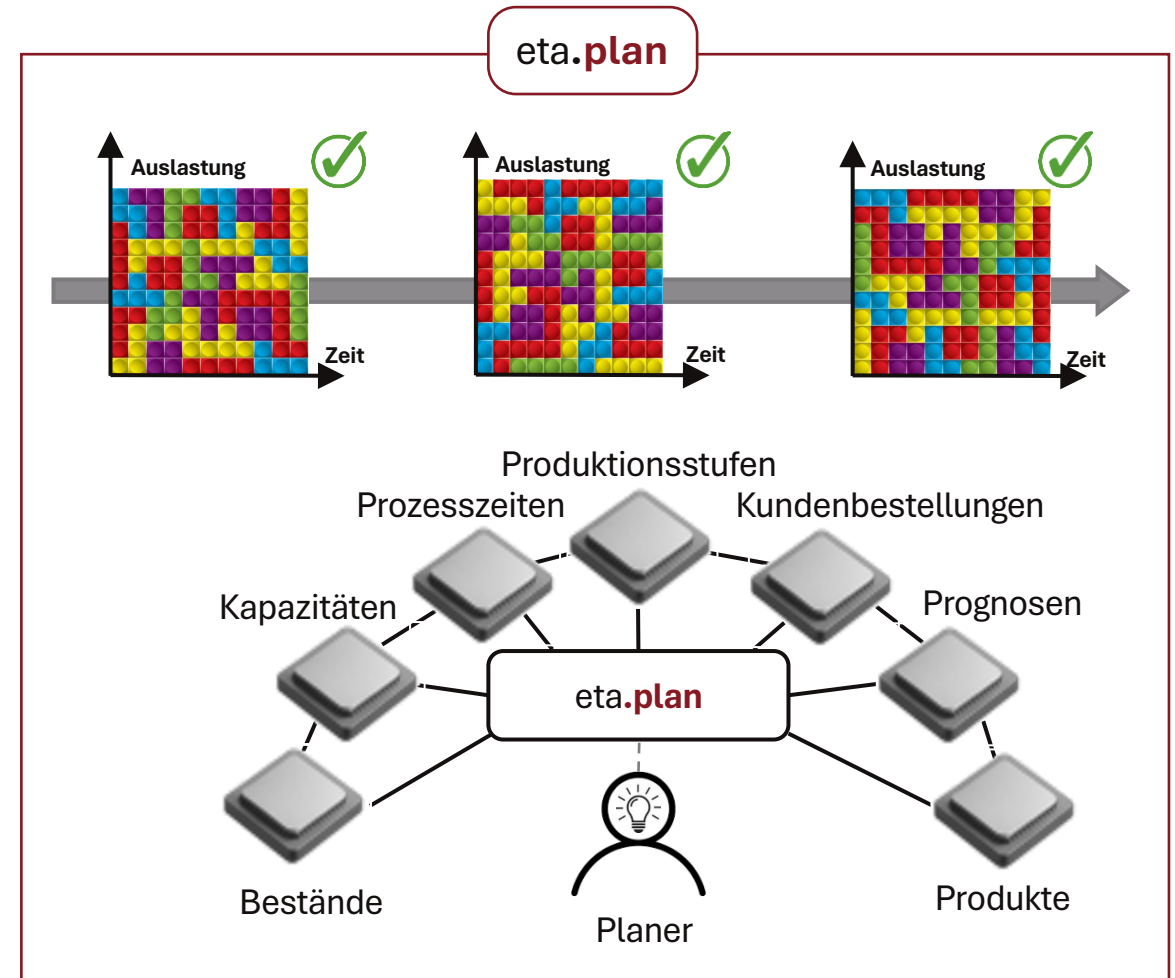 eta.plan
Auslastung
Auslastung
Auslastung
Zeit
Zeit
Zeit
Produktionsstufen
Prozesszeiten
Kundenbestellungen
Kapazitäten
Prognosen
eta.plan
Bestände
Produkte
Planer